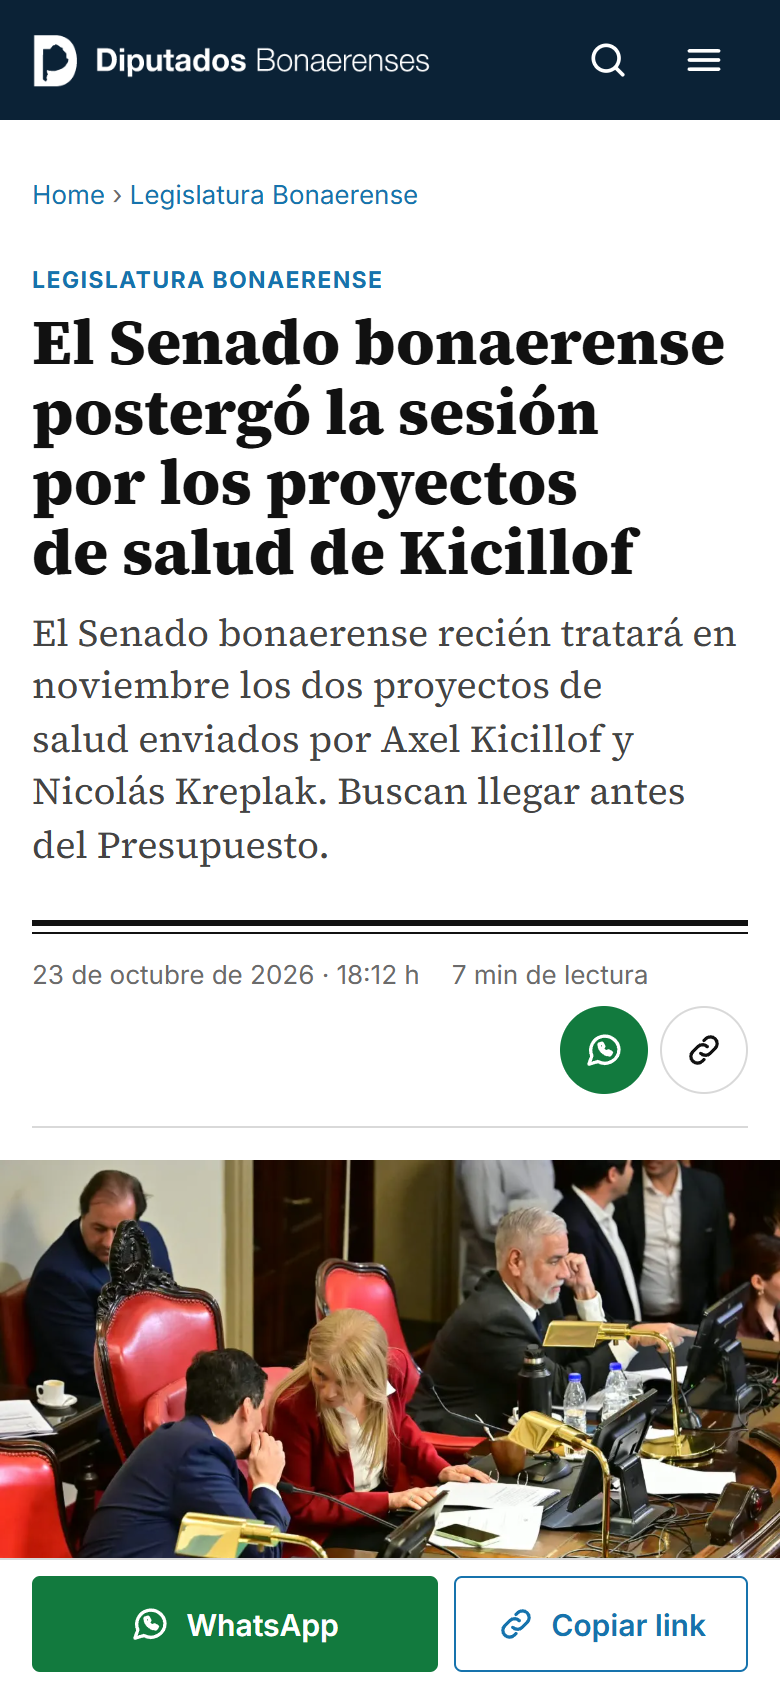 Diputados Bonaerenses
Home › Legislatura Bonaerense
LEGISLATURA BONAERENSE
El Senado bonaerense
postergó la sesión
por los proyectos
de salud de Kicillof
El Senado bonaerense recién tratará en
noviembre los dos proyectos de
salud enviados por Axel Kicillof y
Nicolás Kreplak. Buscan llegar antes
del Presupuesto.
23 de octubre de 2026 · 18:12 h 7 min de lectura
WhatsApp
Copiar link